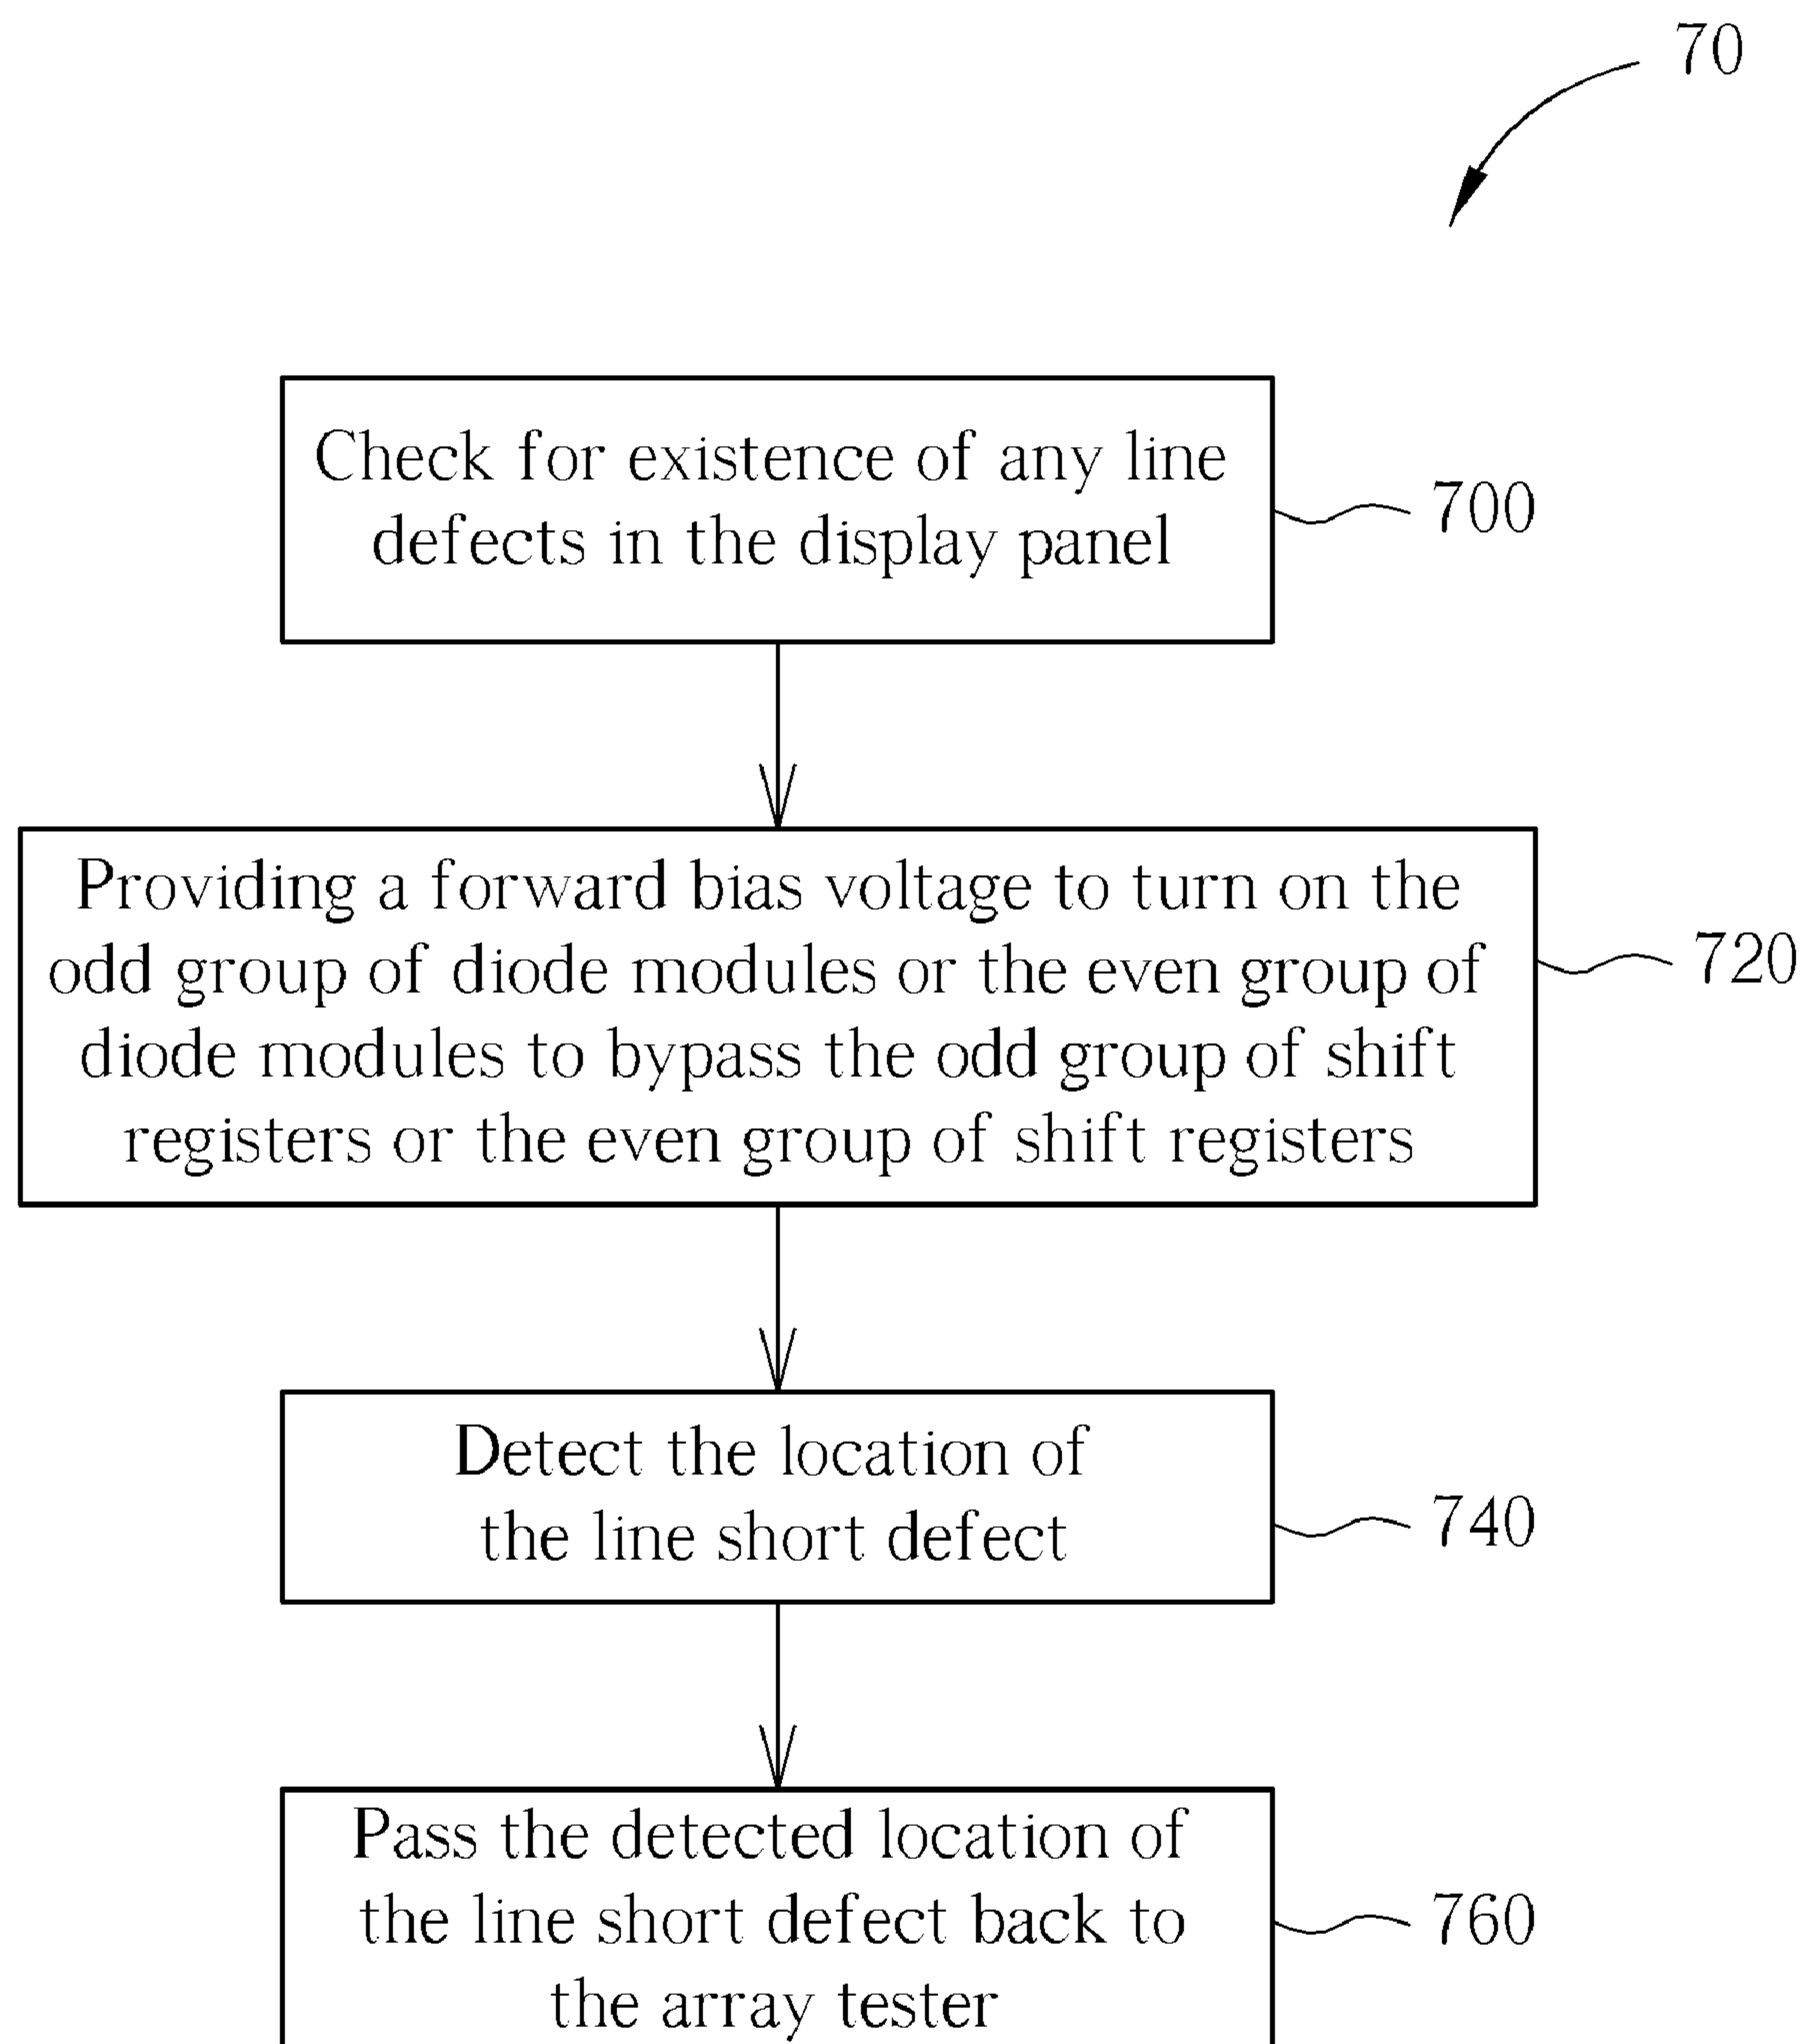 70
Check for existence of any line
defects in the display panel
700
Providing a forward bias voltage to turn on the
odd group of diode modules or the even group of
diode modules to bypass the odd group of shift
registers or the even group of shift registers
720
Detect the location of
the line short defect
740
Pass the detected location of
the line short defect back to
the array tester
760